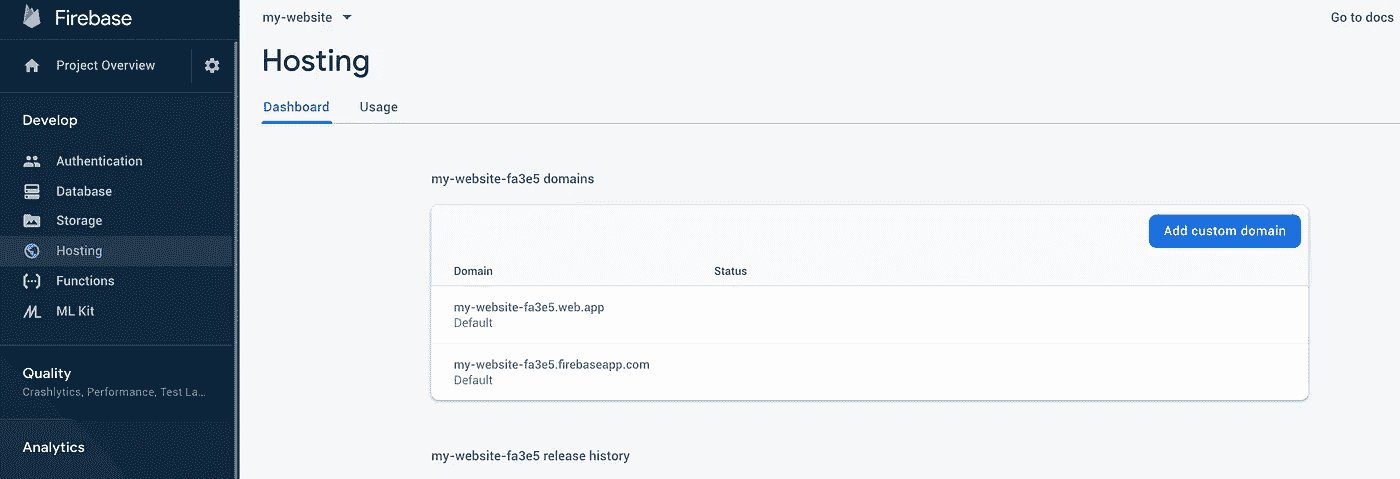 Firebase
Project Overview
Develop
Authentication
Database
Storage
Hosting
Functions
ML Kit
Quality
Crashlytics, Performance, Test La...
Analytics
my-website
Go to docs
Hosting
Dashboard Usage
my-website-fa3e5 domains
Add custom domain
Domain Status
my-website-fa3e5.web.app
Default
my-website-fa3e5.firebaseapp.com
Default
my-website-fa3e5 release history